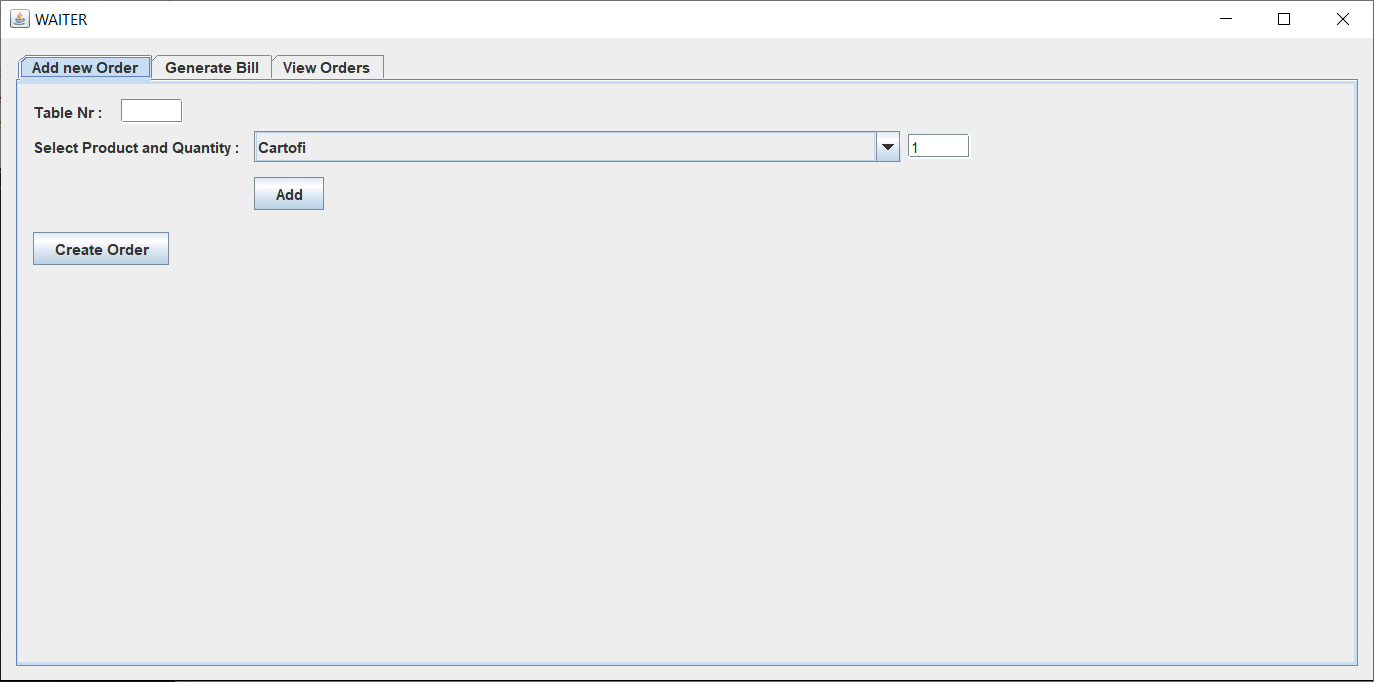 WAITER
Add new Order Generate Bill View Orders
Table Nr :
Select Product and Quantity : Cartofi 1
Add
Create Order